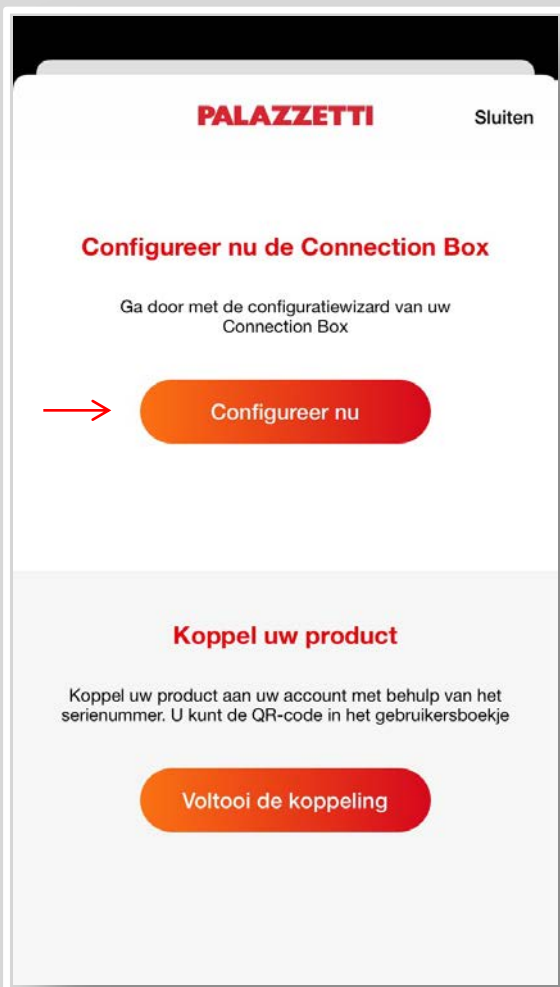 PALAZZETTI
Sluiten
Configureer nu de Connection Box
Ga door met de configuratiewizard van uw
Connection Box
Configureer nu
Koppel uw product
Koppel uw product aan uw account met behulp van het
serienummer. U kunt de QR-code in het gebruikersboekje
Voltooi de koppeling